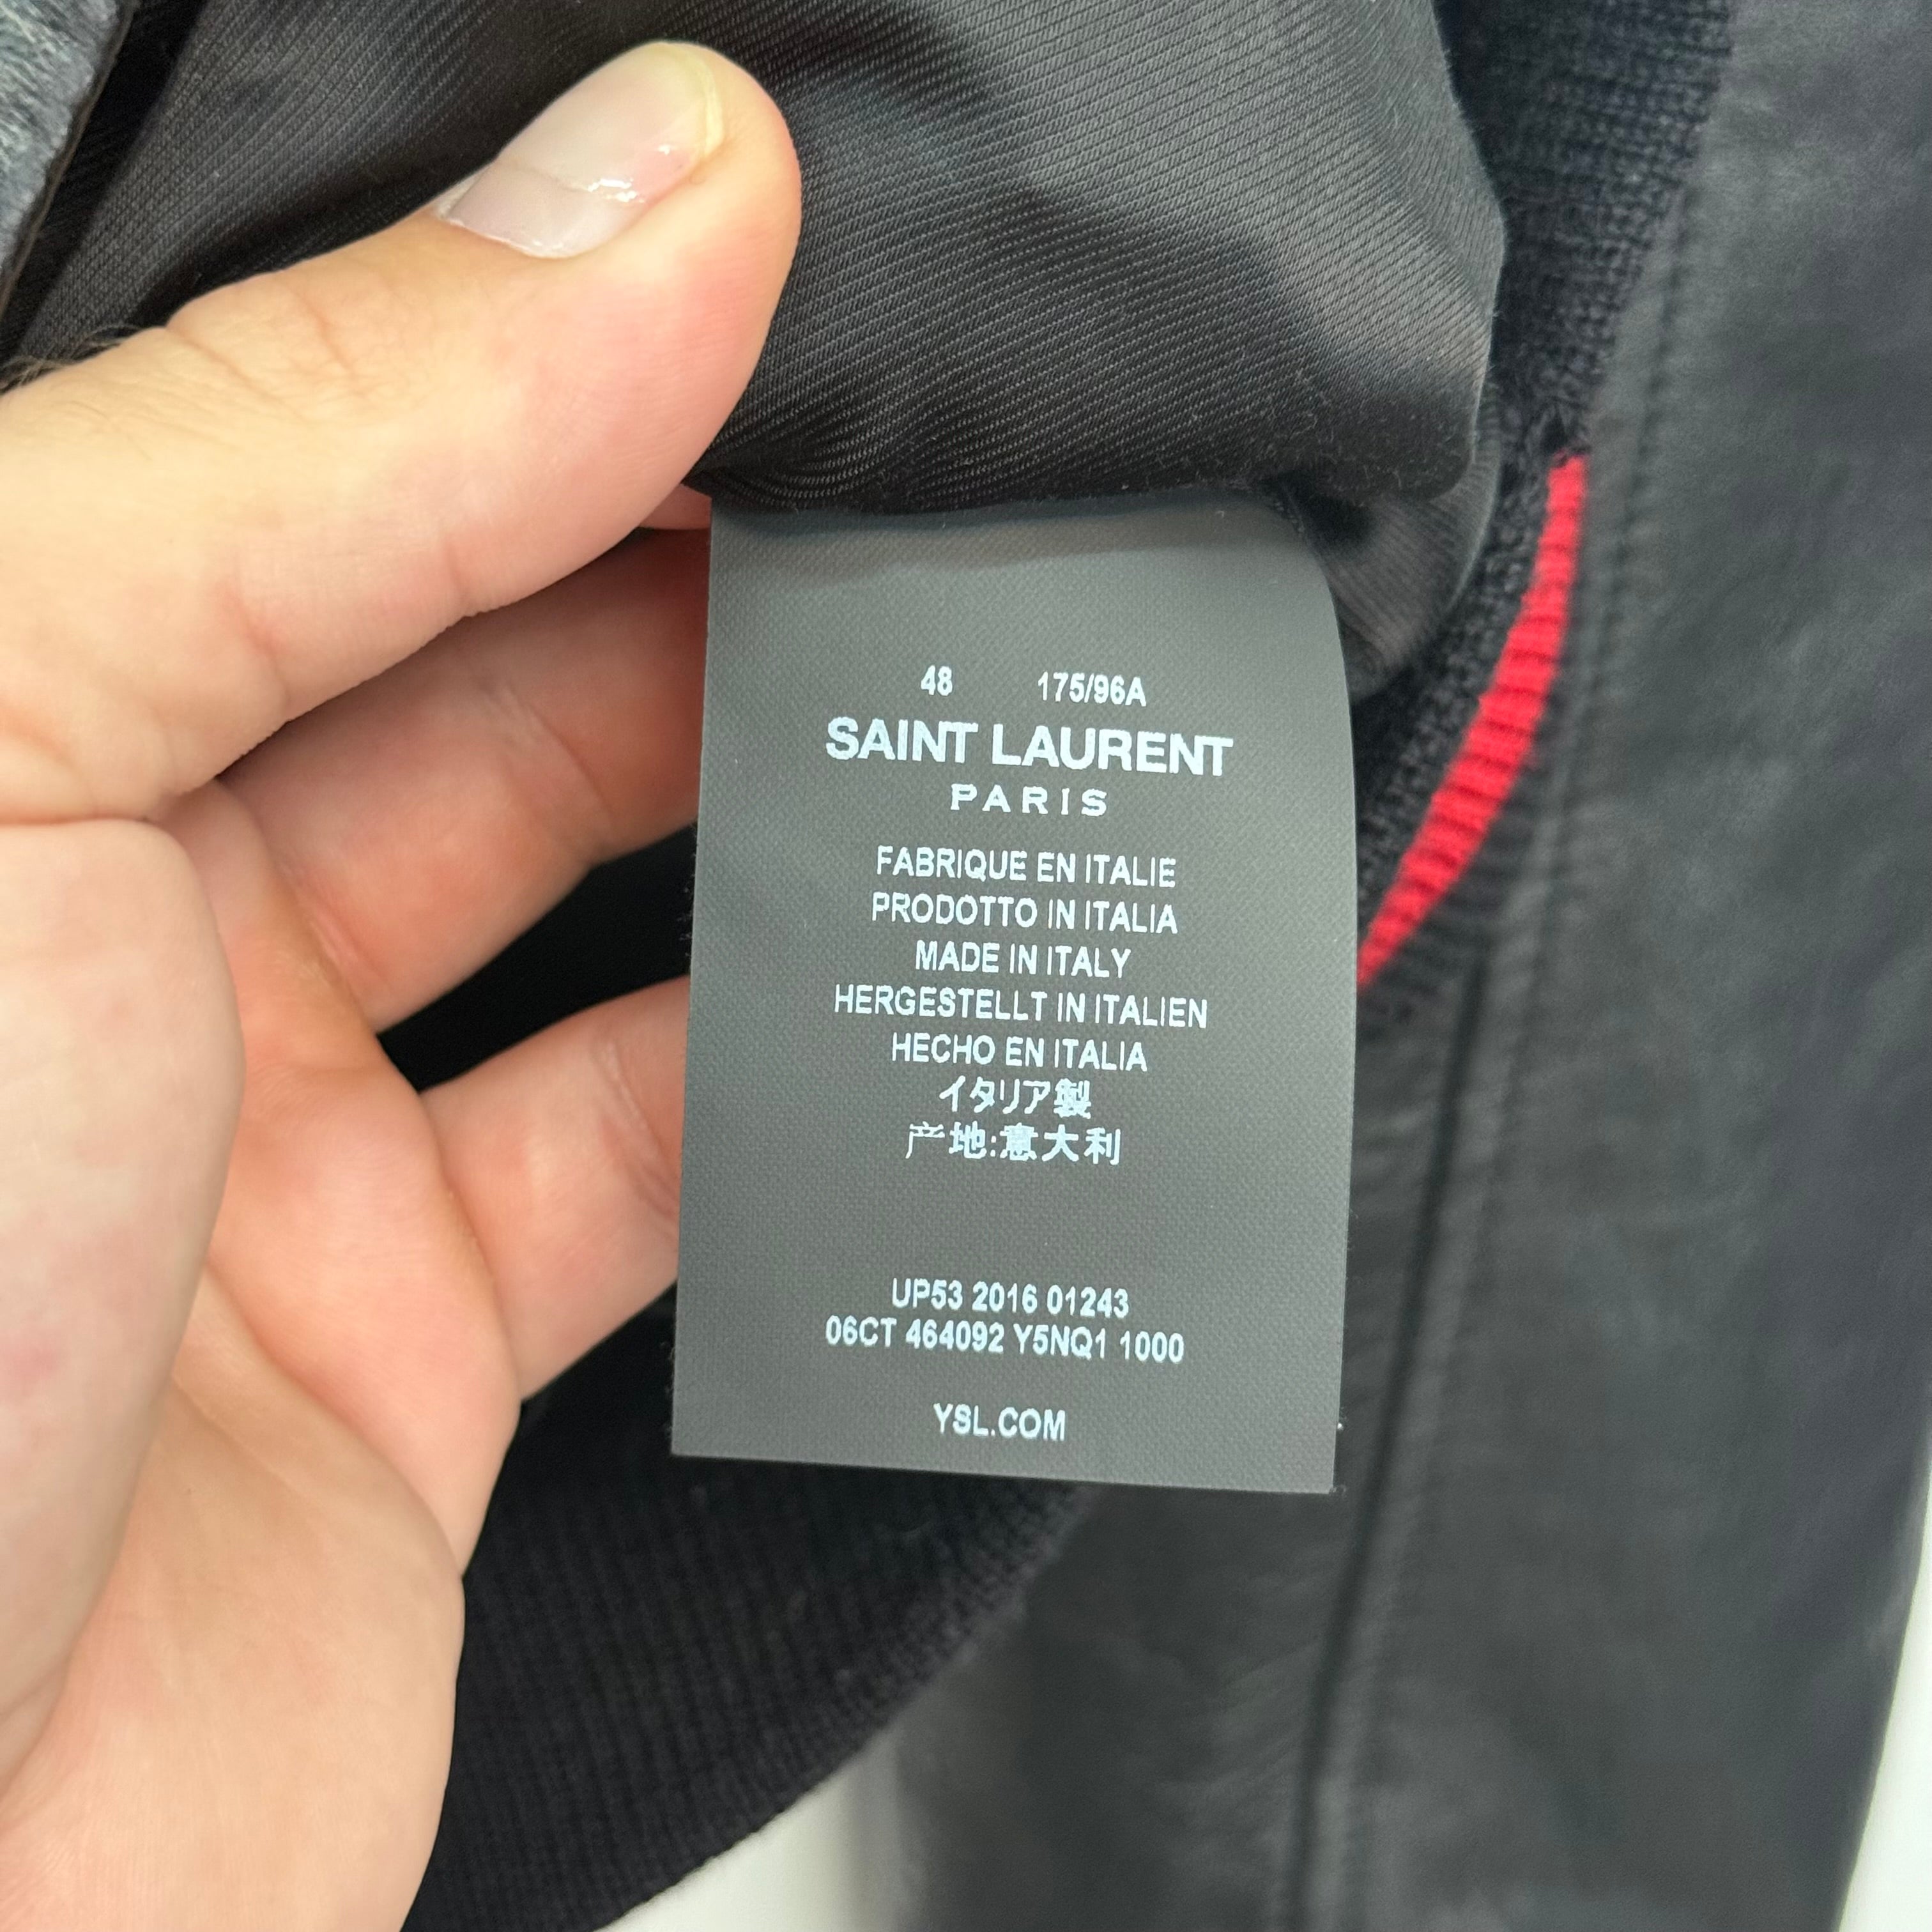 48 175/96A
SAINT LAURENT
PARIS
FABRIQUE EN ITALIE
PRODOTTO IN ITALIA
MADE IN ITALY
HERGESTELLT IN ITALIEN
HECHO EN ITALIA
イタリア製
产地:意大利
UP53 2016 01243
06CT 464092 Y5NQ1 1000
YSL.COM